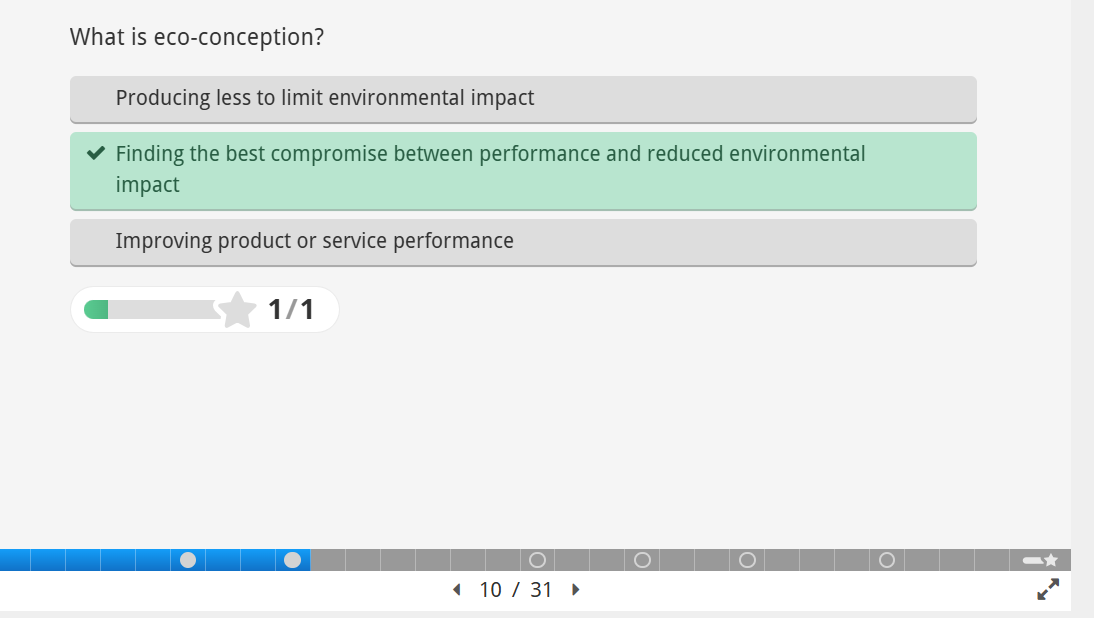 What is eco-conception?
Producing less to limit environmental impact
Finding the best compromise between performance and reduced environmental
impact
Improving product or service performance
1/1
10 / 31